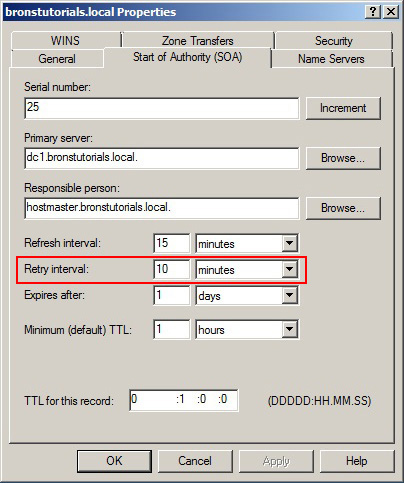 bronstutorials.local Properties
WINS Zone Transfers Security
General Start of Authority (SOA) Name Servers
Serial number:
25 Increment
Primary server:
dc1.bronstutorials.local. Browse...
Responsible person:
hostmaster.bronstutorials.local. Browse...
Refresh interval: 15 minutes
Retry interval: 10 minutes
Expires after: 1 days
Minimum (default) TTL: 1 hours
TTL for this record: 0 :1 :0 :0 (DDDDD:HH.MM.SS)
OK Cancel Apply Help